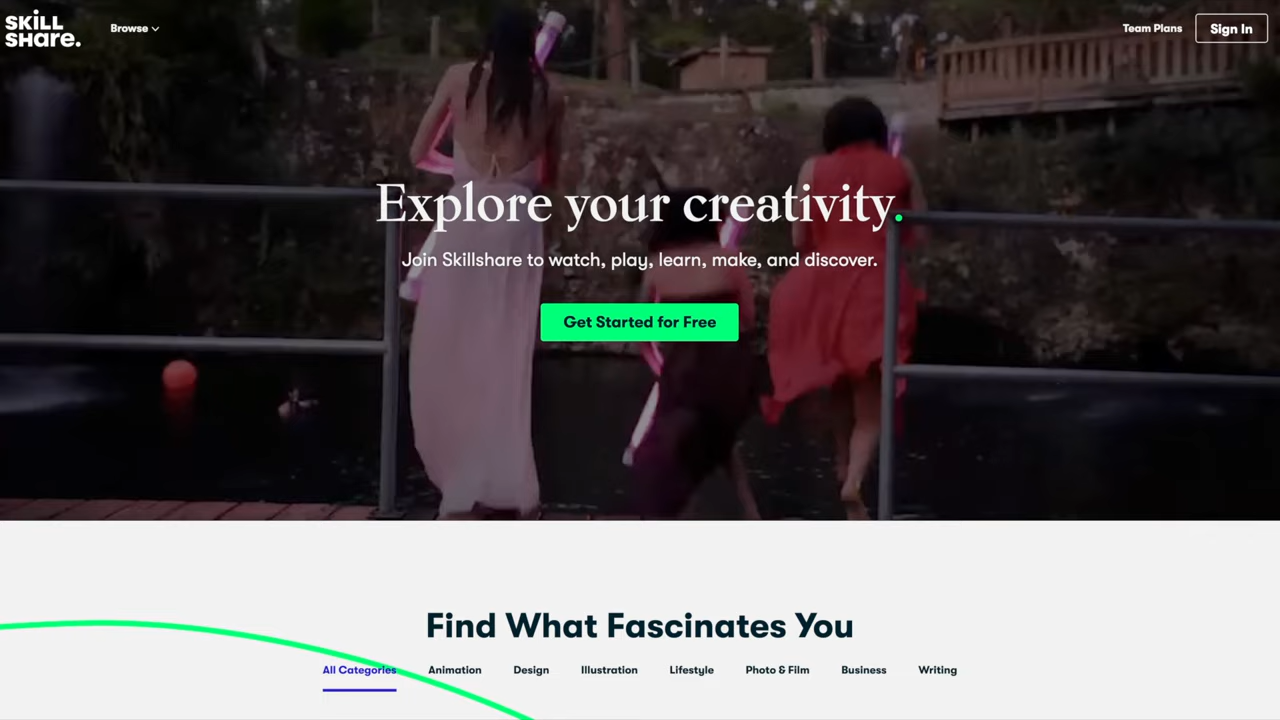 SKiLL
SHare.
Browse
Team Plans
Sign In
Explore your creativity.
Join Skillshare to watch, play, learn, make, and discover.
Get Started for Free
Find What Fascinates You
All Categories
Animation
Design
Illustration
Lifestyle
Photo & Film
Business
Writing